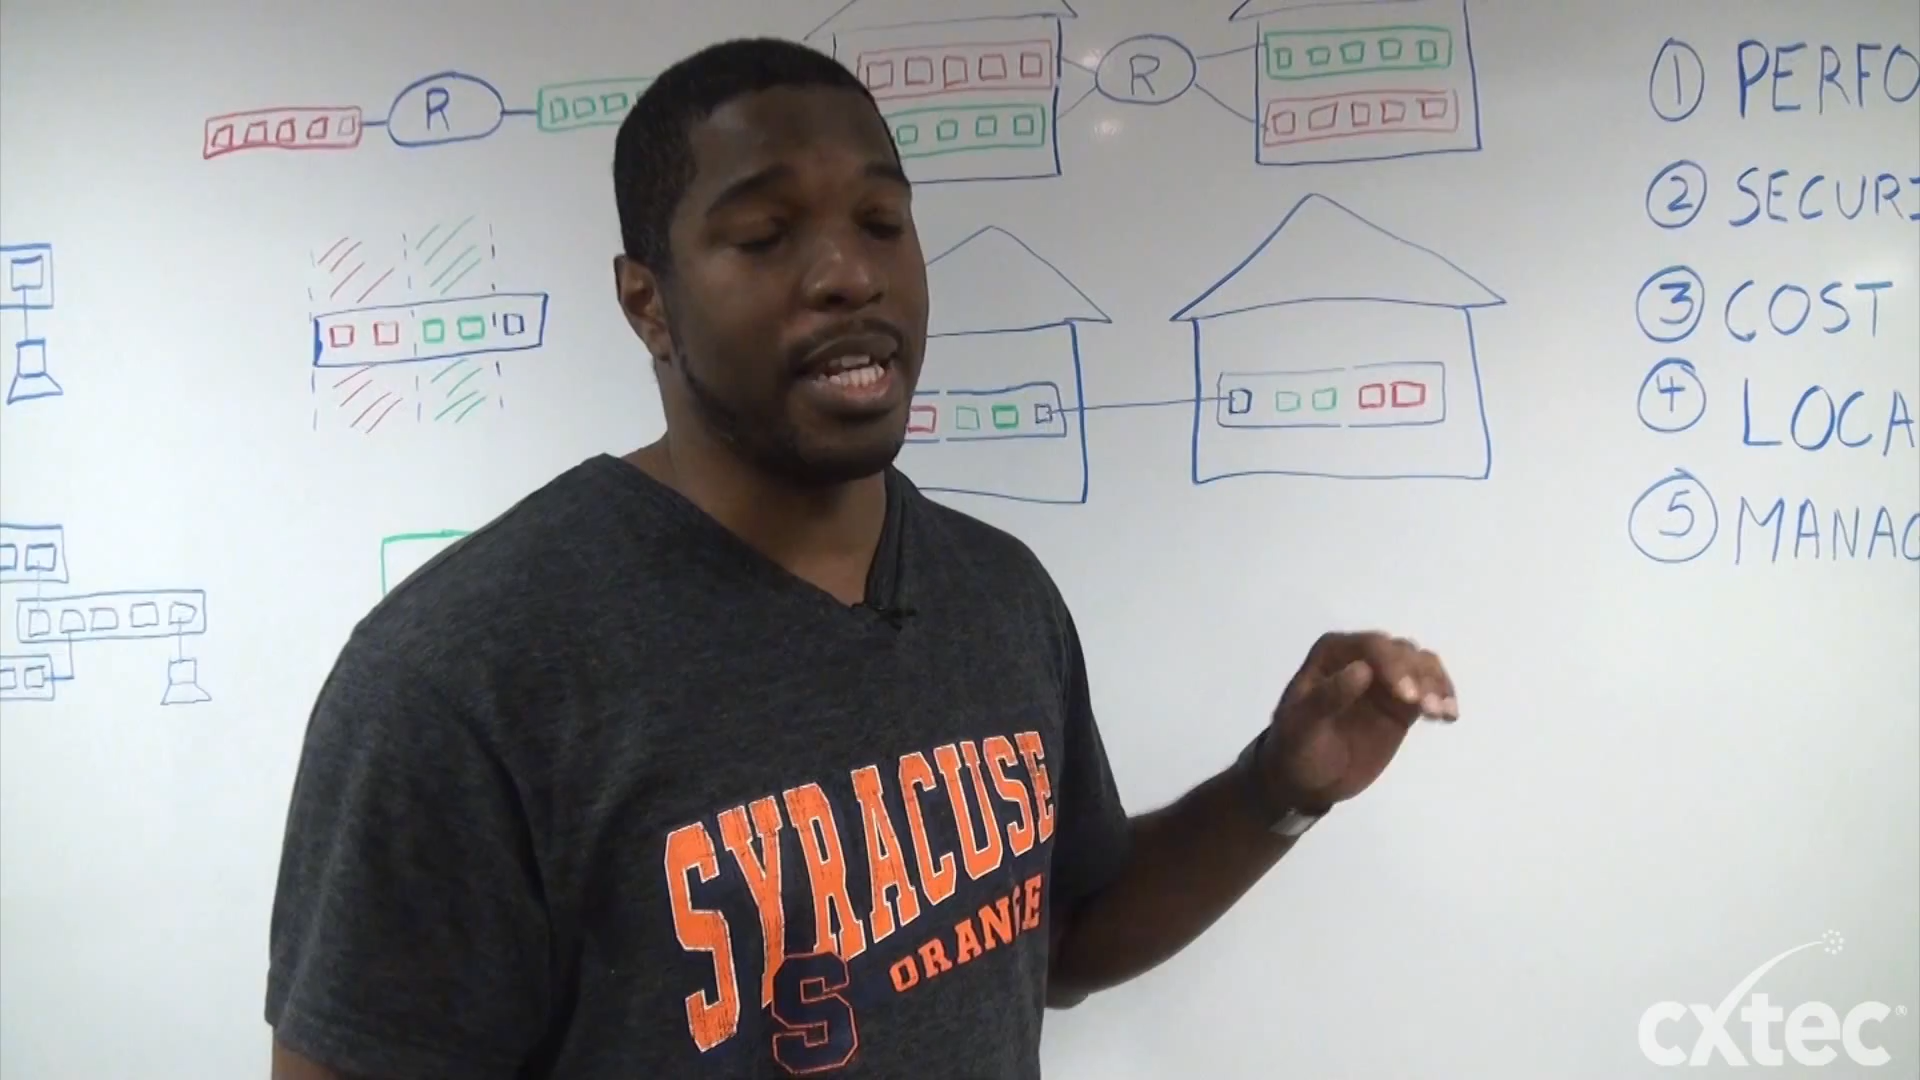 R
R
1 PERFO
2 SECURI
3 COST
4 LOCA
5 MANAG
SYRACUSE
ORANGE
S
cxtec®